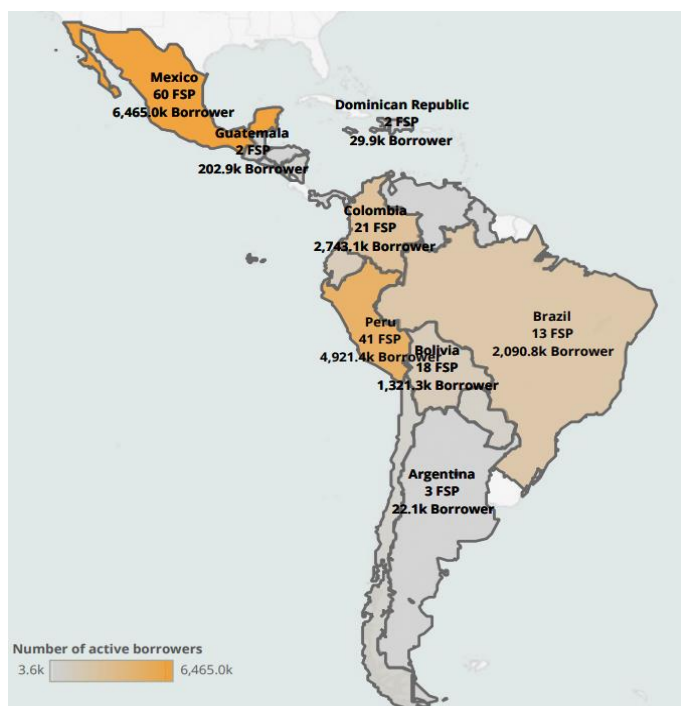 Mexico
60 FSP
6,465.0k Borrower
Dominican Republic
2 FSP
29.9k Borrower
Guatemala
2 FSP
202.9k Borrower
Colombia
21 FSP
2,743.1k Borrower
Brazil
13 FSP
2,090.8k Borrower
Peru
41 FSP
4,921.4k Borrower
Bolivia
18 FSP
1,321.3k Borrower
Argentina
3 FSP
22.1k Borrower
Number of active borrowers
3.6k 6,465.0k